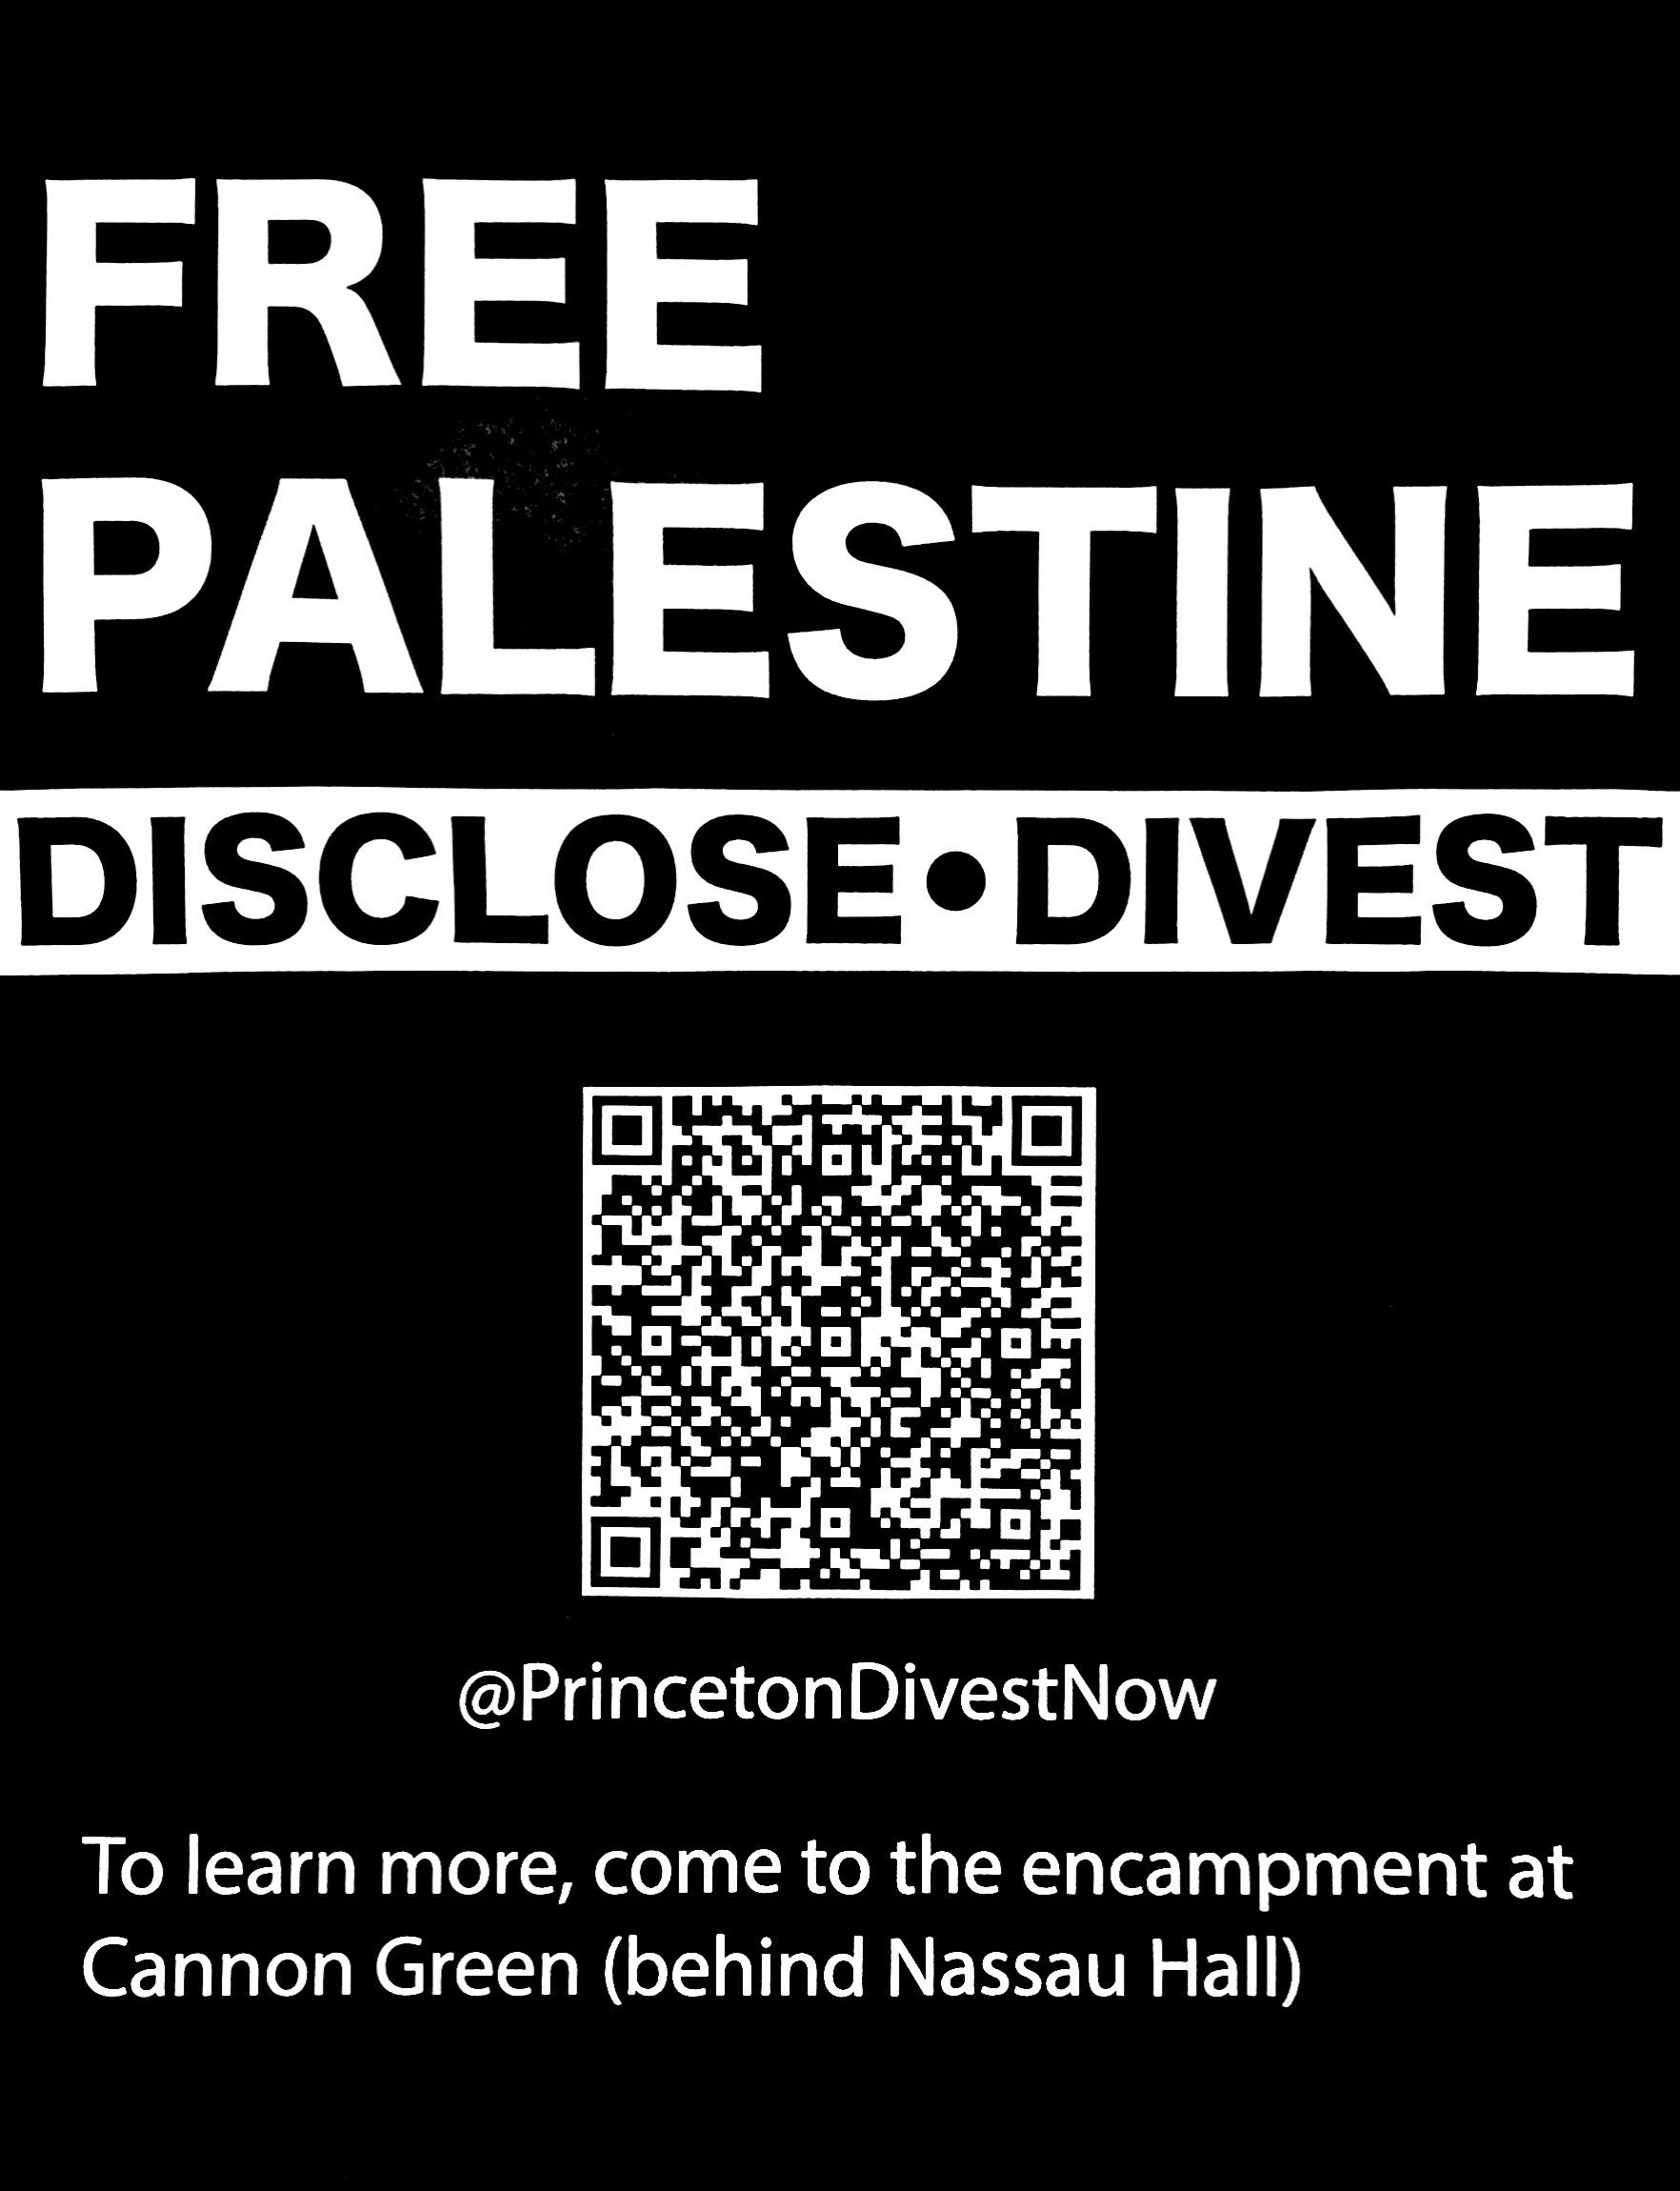 FREE
PALESTINE
DISCLOSE•DIVEST
@PrincetonDivestNow
To learn more, come to the encampment at
Cannon Green (behind Nassau Hall)